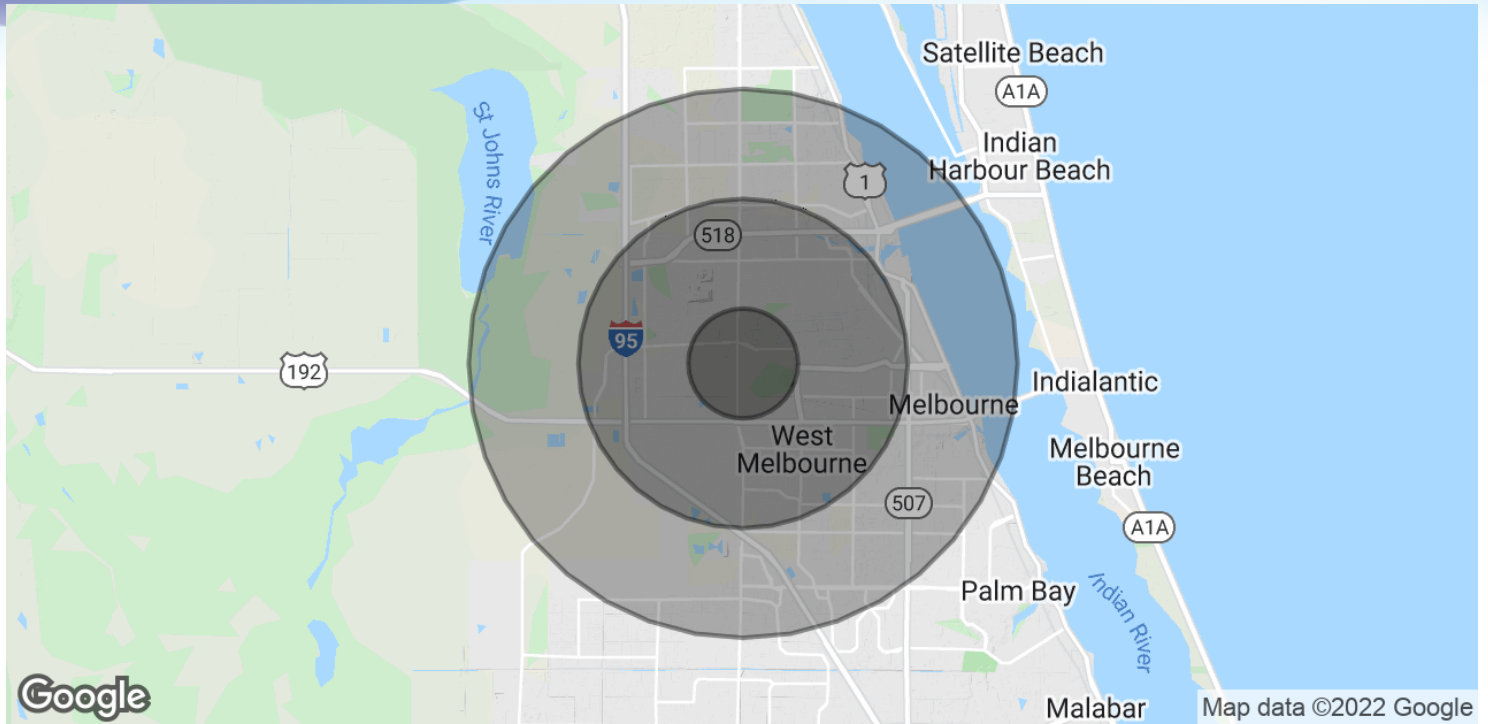 Satellite Beach
A1A
St Johns River
Indian
Harbour Beach
1
518
95
192
Indialantic
Melbourne
West
Melbourne
Melbourne
Beach
507
A1A
Palm Bay
Indian River
Malabar
Google
Map data ©2022 Google